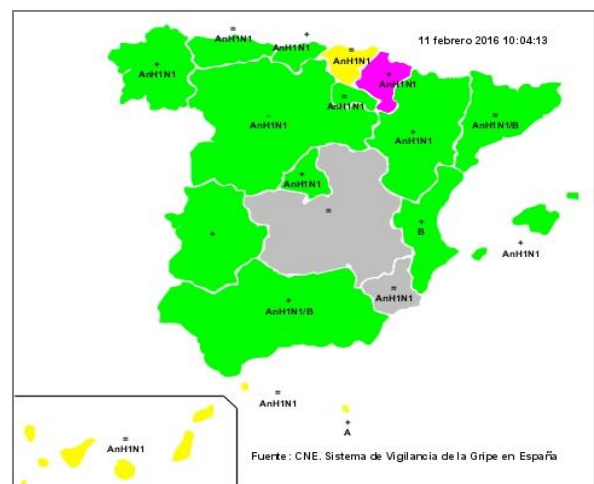 11 febrero 2016 10:04:13
=
AnH1N1
+
AnH1N1
=
AnH1N1
+
AnH1N1
+
AnH1N1
=
AnH1N1
-
AnH1N1
+
AnH1N1
=
AnH1N1/B
+
AnH1N1
=
+
B
+
AnH1N1
+
=
AnH1N1
+
AnH1N1/B
=
AnH1N1
+
A
=
AnH1N1
Fuente: CNE. Sistema de Vigilancia de la Gripe en España